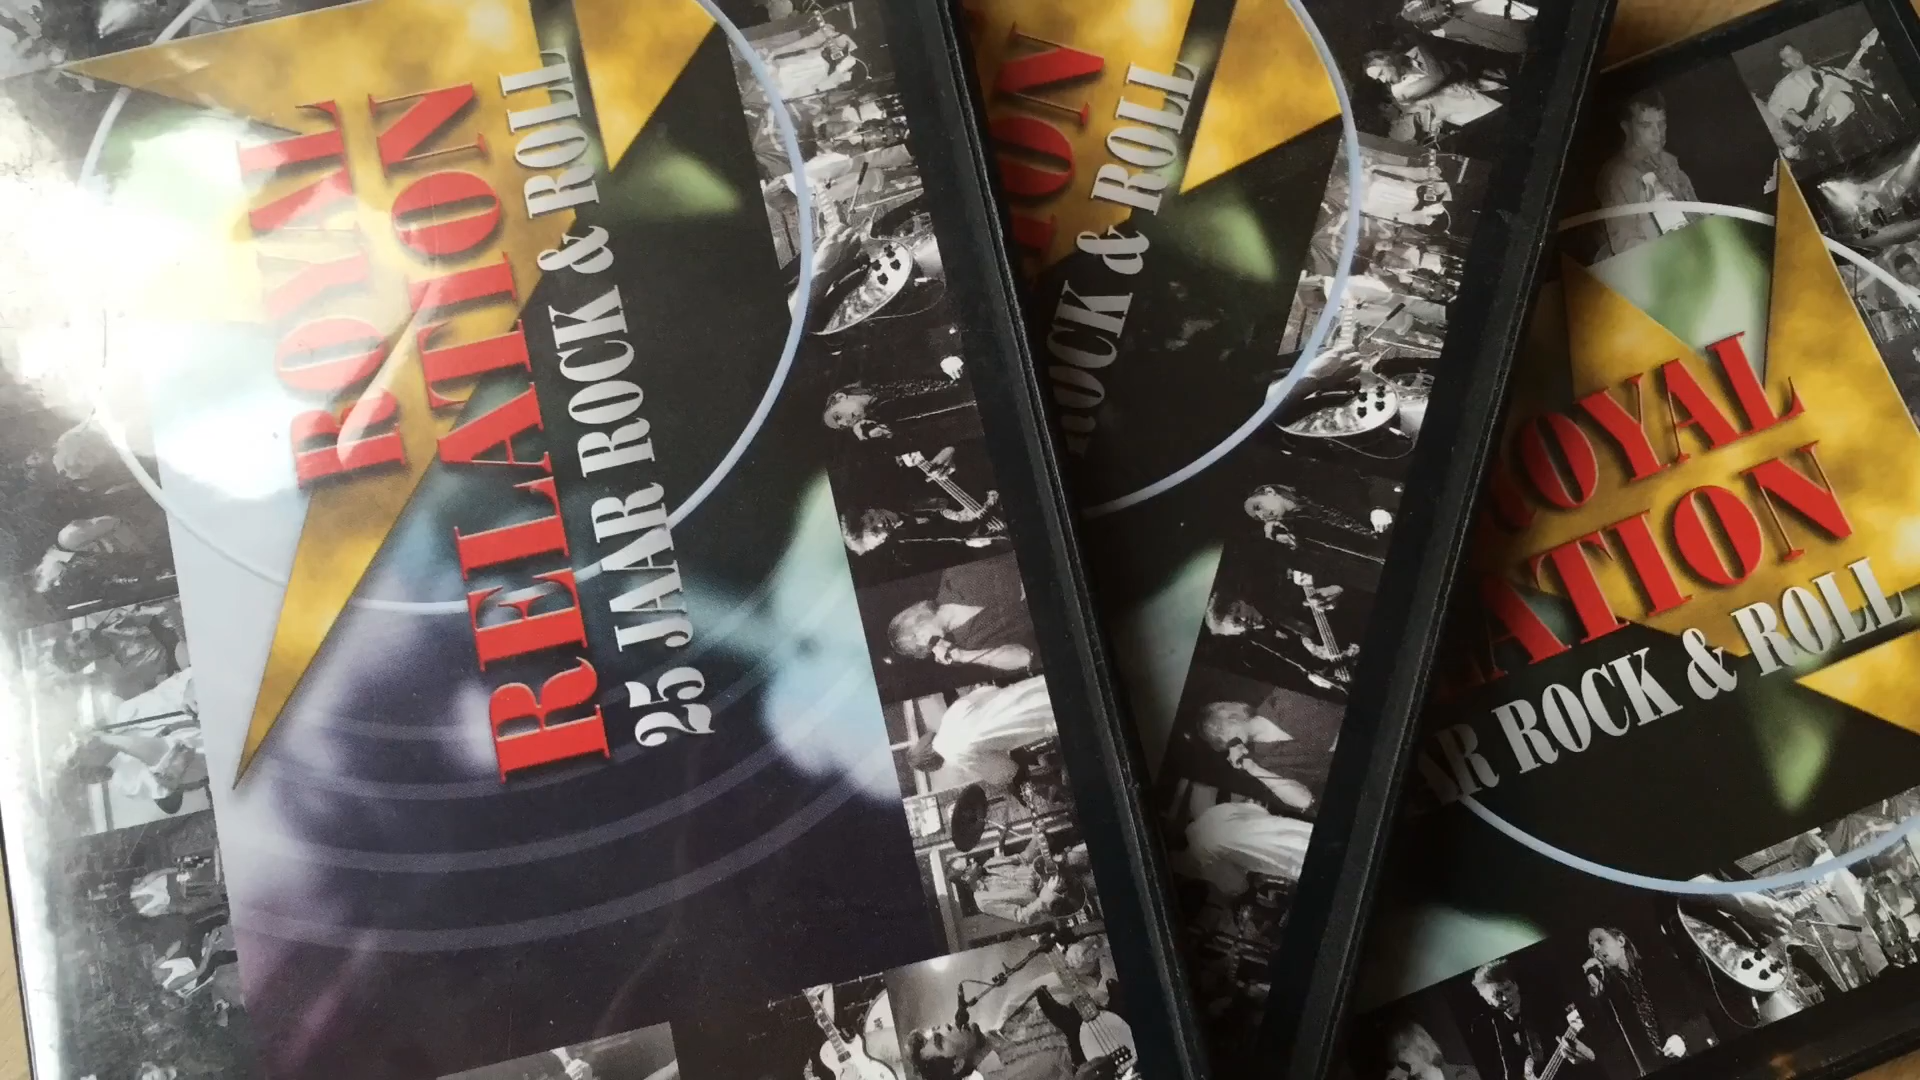 ROYAL
RELATION
25 JAAR ROCK & ROLL
ION
ROCK & ROLL
ROYAL
ATION
AR ROCK & ROLL